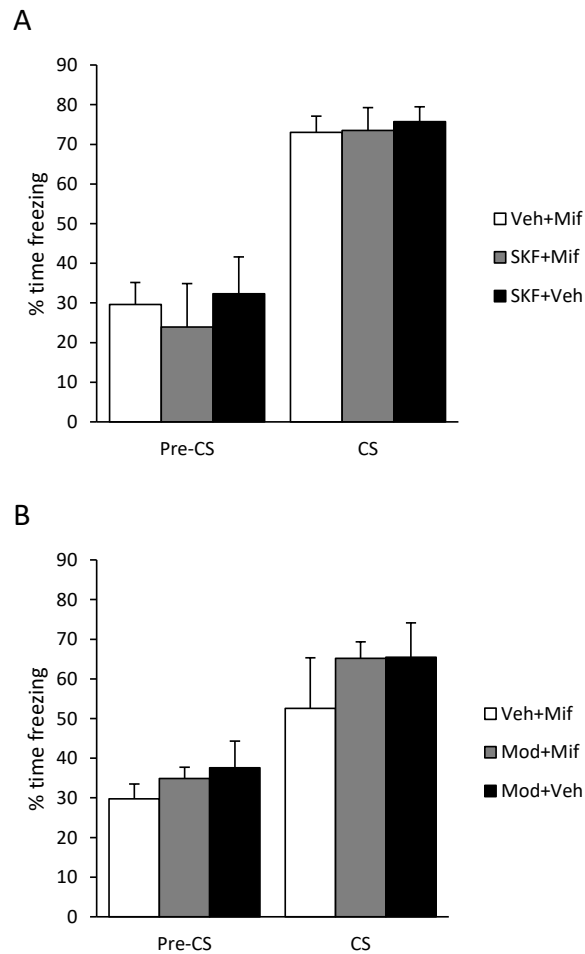 A
90
80
70
60
50
40
30
20
10
0
% time freezing
Pre-CS
CS
Veh+Mif
SKF+Mif
SKF+Veh
B
90
80
70
60
50
40
30
20
10
0
% time freezing
Pre-CS
CS
Veh+Mif
Mod+Mif
Mod+Veh